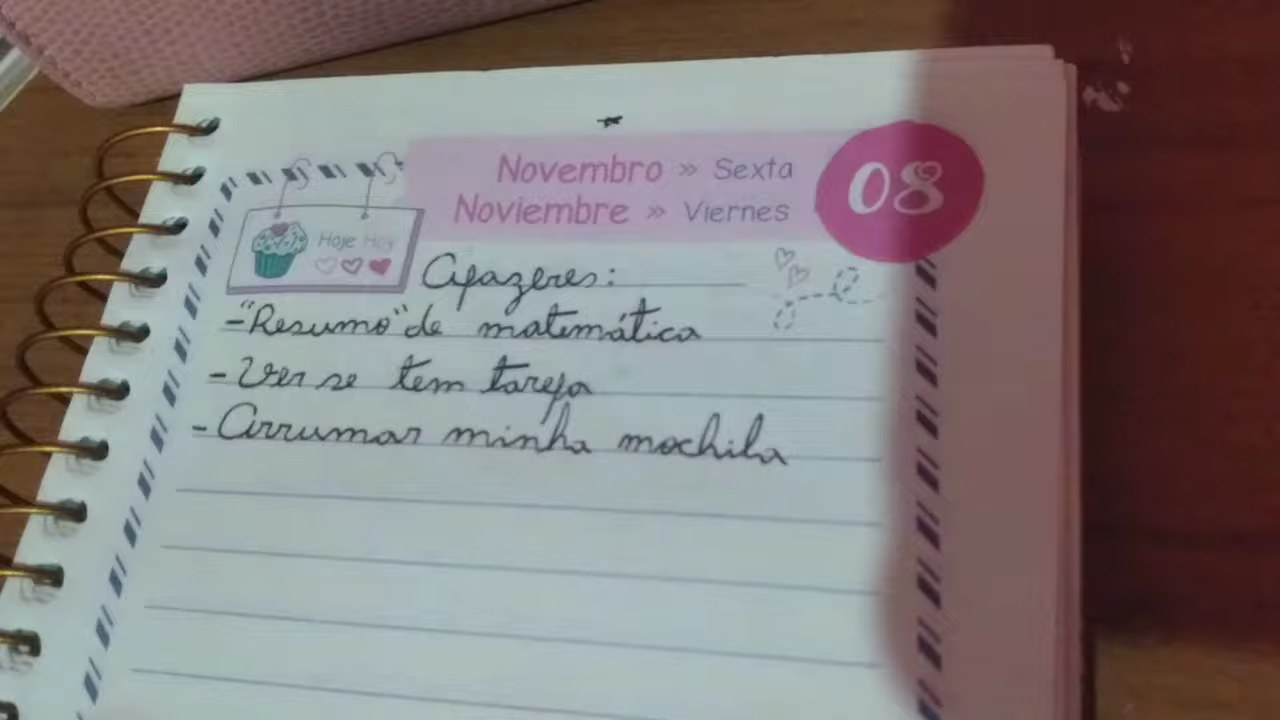 Novembro » Sexta
Noviembre » Viernes
08
Hoje Hoy
Afazeres:
-"Resumo" de matemática
-Ver se tem tarefa
-Arrumar minha mochila